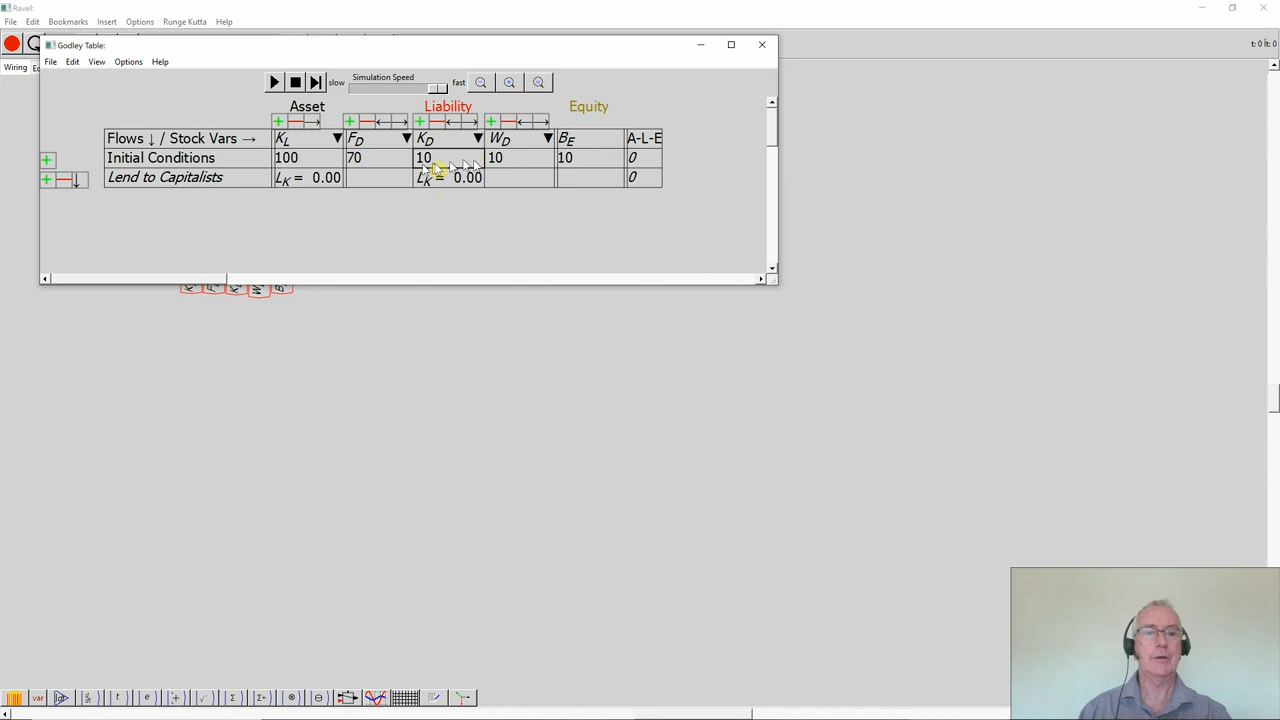 Ravel:
File Edit Bookmarks Insert Options Runge Kutta Help
t: 0 Δt: 0
Wiring
Godley Table:
File Edit View Options Help
slow Simulation Speed fast
Asset Liability Equity
Flows ↓ / Stock Vars → K_L ▼ F_D ▼ K_D ▼ W_D ▼ B_E A-L-E
Initial Conditions 100 70 10 10 10 0
Lend to Capitalists L_K = 0.00 L_K = 0.00 0
var